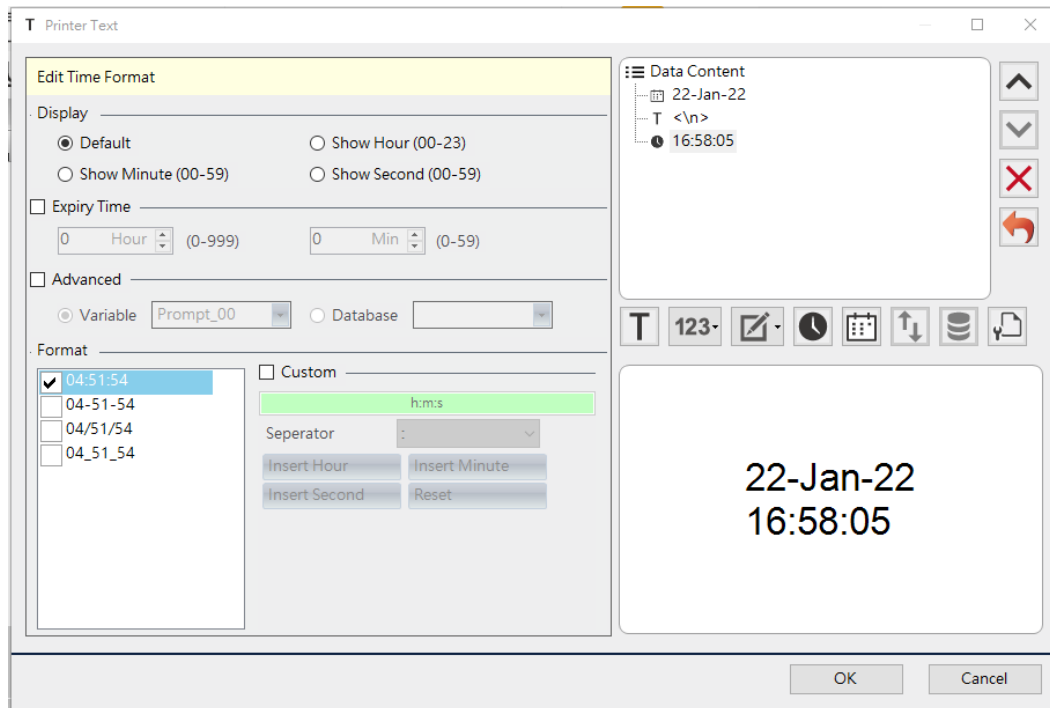 T Printer Text
Edit Time Format
Display
Default
Show Hour (00-23)
Show Minute (00-59)
Show Second (00-59)
Expiry Time
0 Hour (0-999)
0 Min (0-59)
Advanced
Variable Prompt_00
Database
Format
04:51:54
04-51-54
04/51/54
04_51_54
Custom
h:m:s
Seperator :
Insert Hour
Insert Minute
Insert Second
Reset
Data Content
22-Jan-22
T <\n>
16:58:05
T
123
22-Jan-22
16:58:05
OK
Cancel